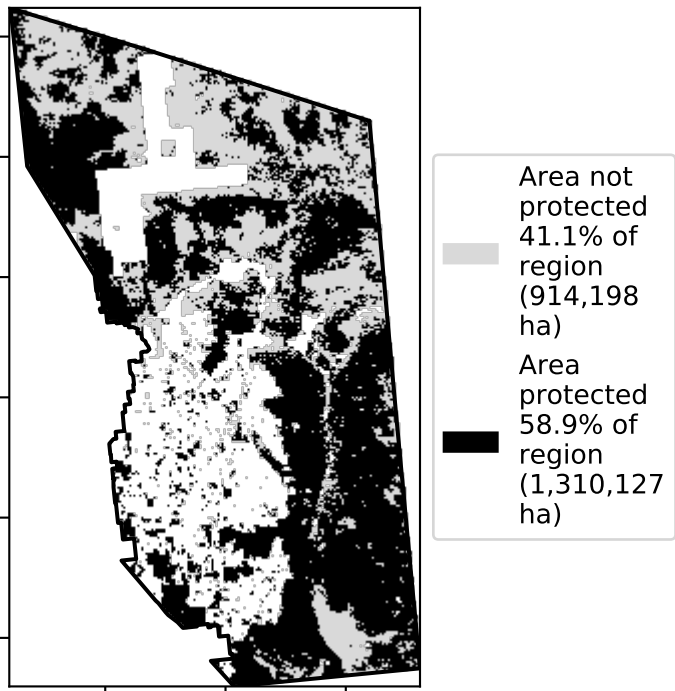 Area not
protected
41.1% of
region
(914,198
ha)
Area
protected
58.9% of
region
(1,310,127
ha)